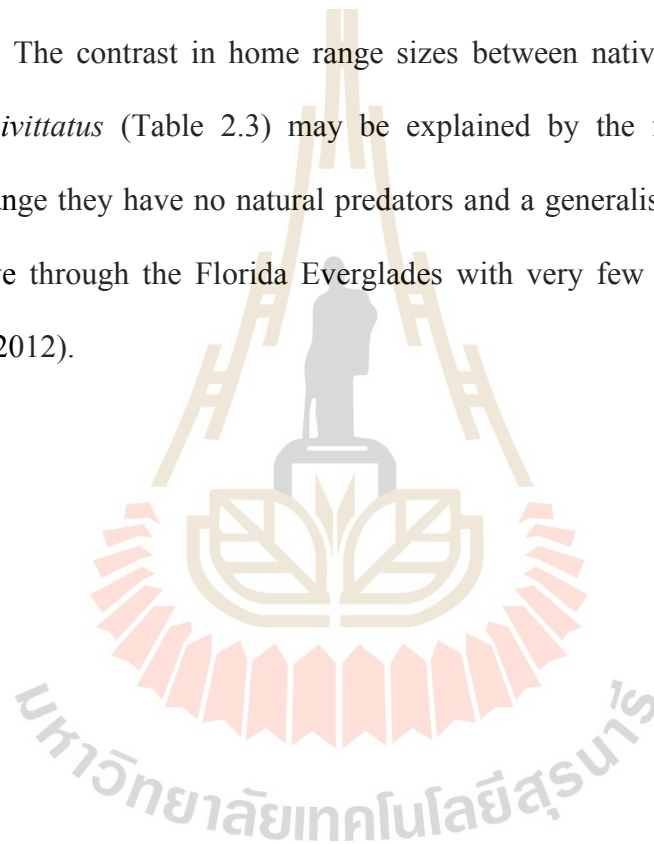 The contrast in home range sizes between nativ
ivittatus (Table 2.3) may be explained by the
ange they have no natural predators and a generalis
e through the Florida Everglades with very few
2012).
มหาวิทยาลัยเทคโนโลยีสุรนารี